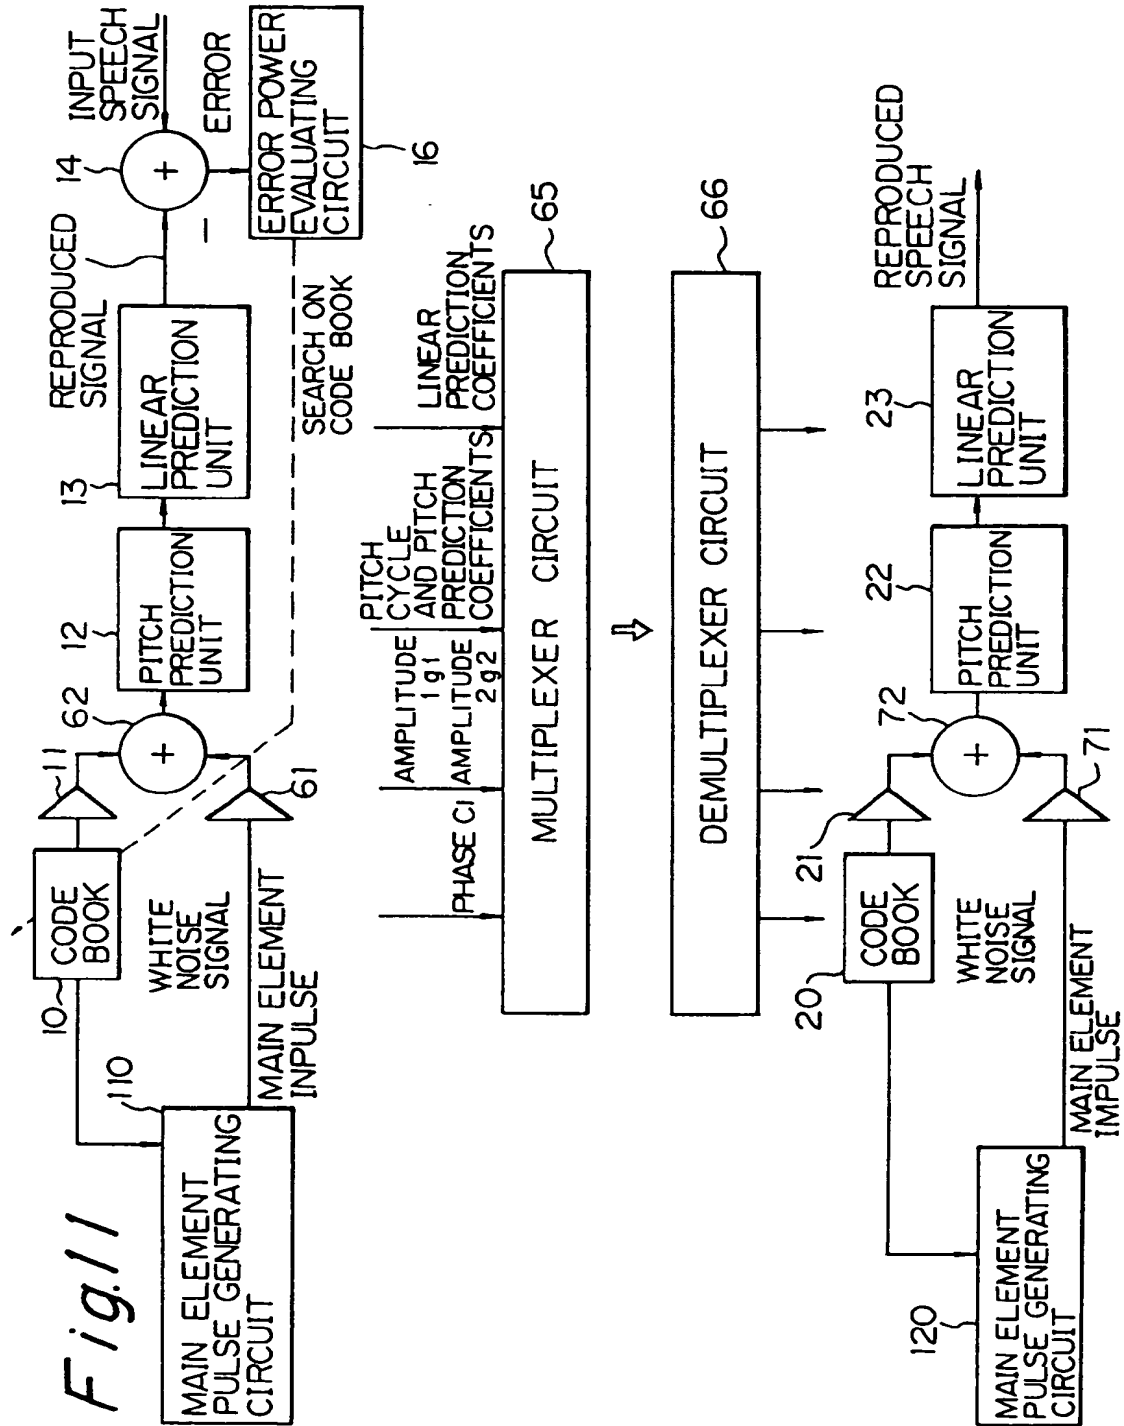 Fig.11
MAIN ELEMENT
PULSE GENERATING
CIRCUIT
110
10
CODE
BOOK
WHITE
NOISE
SIGNAL
MAIN ELEMENT
INPULSE
11
61
62
+
12
PITCH
PREDICTION
UNIT
13
LINEAR
PREDICTION
UNIT
REPRODUCED
SIGNAL
14
+
−
INPUT
SPEECH
SIGNAL
ERROR
ERROR POWER
EVALUATING
CIRCUIT
16
SEARCH ON
CODE BOOK
PHASE Ci
AMPLITUDE
1 g1
AMPLITUDE
2 g2
PITCH
CYCLE
AND PITCH
PREDICTION
COEFFICIENTS
LINEAR
PREDICTION
COEFFICIENTS
MULTIPLEXER CIRCUIT
65
DEMULTIPLEXER CIRCUIT
66
MAIN ELEMENT
PULSE GENERATING
CIRCUIT
120
20
CODE
BOOK
WHITE
NOISE
SIGNAL
MAIN ELEMENT
IMPULSE
21
71
72
+
22
PITCH
PREDICTION
UNIT
23
LINEAR
PREDICTION
UNIT
REPRODUCED
SPEECH
SIGNAL